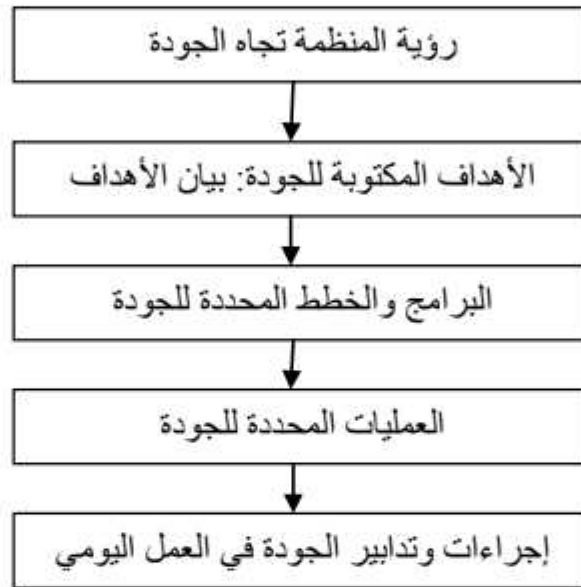 رؤية المنظمة تجاه الجودة
الأهداف المكتوبة للجودة: بيان الأهداف
البرامج والخطط المحددة للجودة
العمليات المحددة للجودة
إجراءات وتدابير الجودة في العمل اليومي